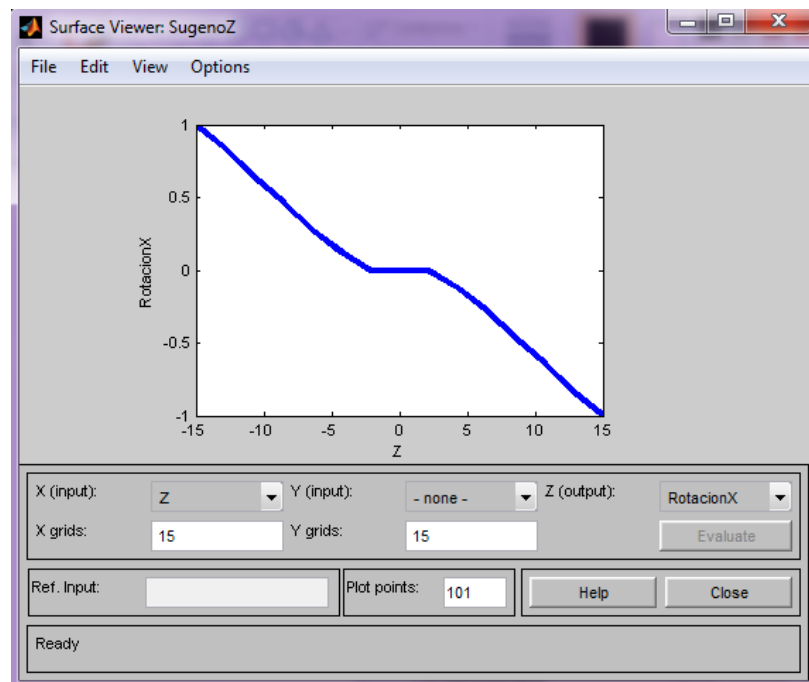 Surface Viewer: SugenoZ
File Edit View Options
1
0.5
0
-0.5
-1
RotacionX
-15 -10 -5 0 5 10 15
Z
X (input): Z Y (input): - none - Z (output): RotacionX
X grids: 15 Y grids: 15 Evaluate
Ref. Input: Plot points: 101 Help Close
Ready